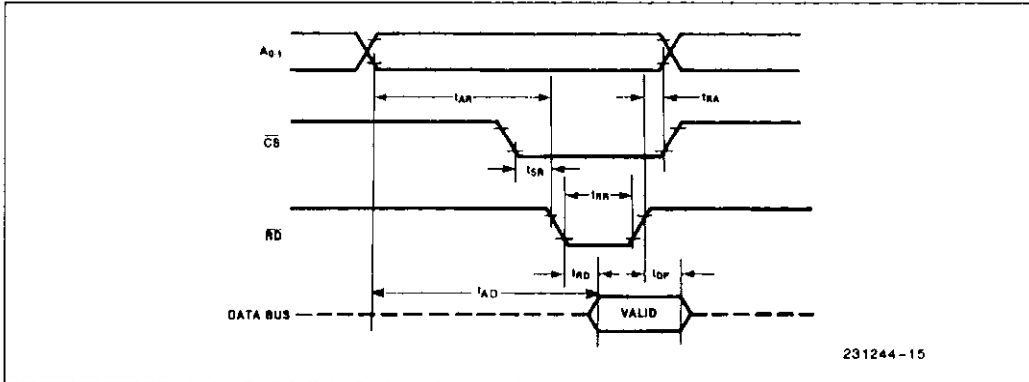 A0-1
tAR
tRA
CS
tSR
tRR
RD
tRD
tDF
tAD
DATA BUS
VALID
231244-15